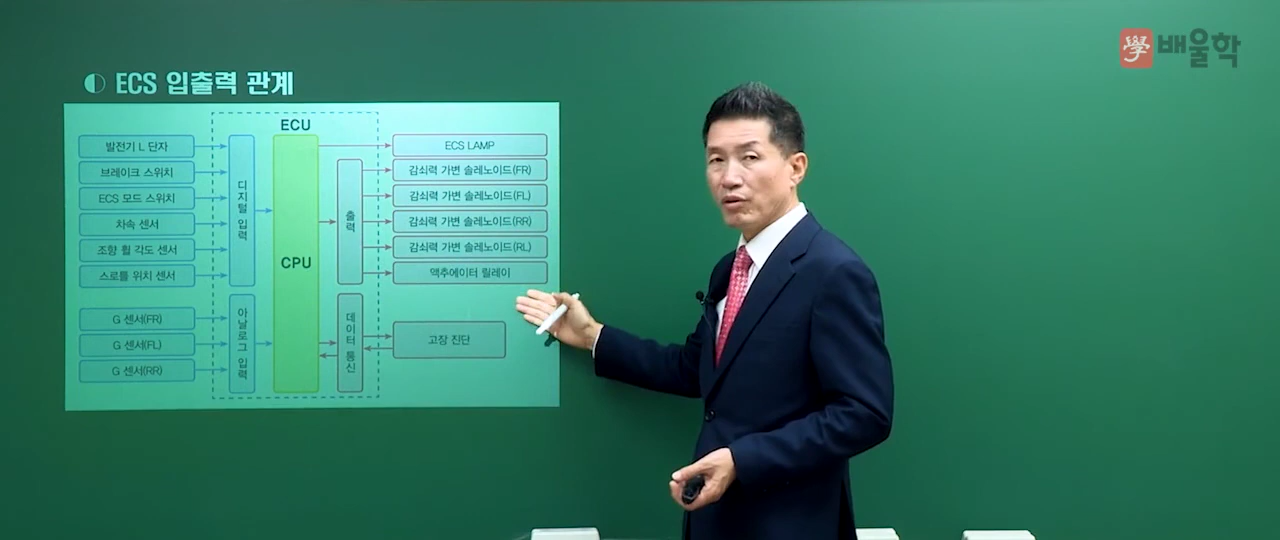 學 배울학
ECS 입출력 관계
ECU
발전기 L 단자
브레이크 스위치
ECS 모드 스위치
차속 센서
조향 휠 각도 센서
스로틀 위치 센서
G 센서(FR)
G 센서(FL)
G 센서(RR)
디지털 입력
아날로그 입력
CPU
출력
데이터 통신
ECS LAMP
감쇠력 가변 솔레노이드(FR)
감쇠력 가변 솔레노이드(FL)
감쇠력 가변 솔레노이드(RR)
감쇠력 가변 솔레노이드(RL)
액추에이터 릴레이
고장 진단